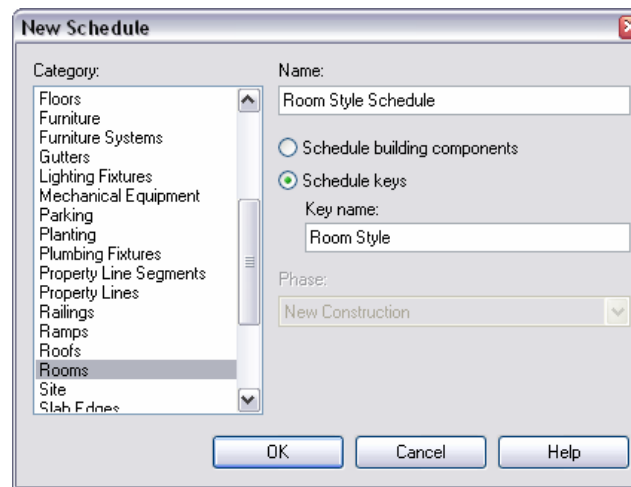 New Schedule
Category:
Floors
Furniture
Furniture Systems
Gutters
Lighting Fixtures
Mechanical Equipment
Parking
Planting
Plumbing Fixtures
Property Line Segments
Property Lines
Railings
Ramps
Roofs
Rooms
Site
Slab Edges
Name:
Room Style Schedule
Schedule building components
Schedule keys
Key name:
Room Style
Phase:
New Construction
OK
Cancel
Help